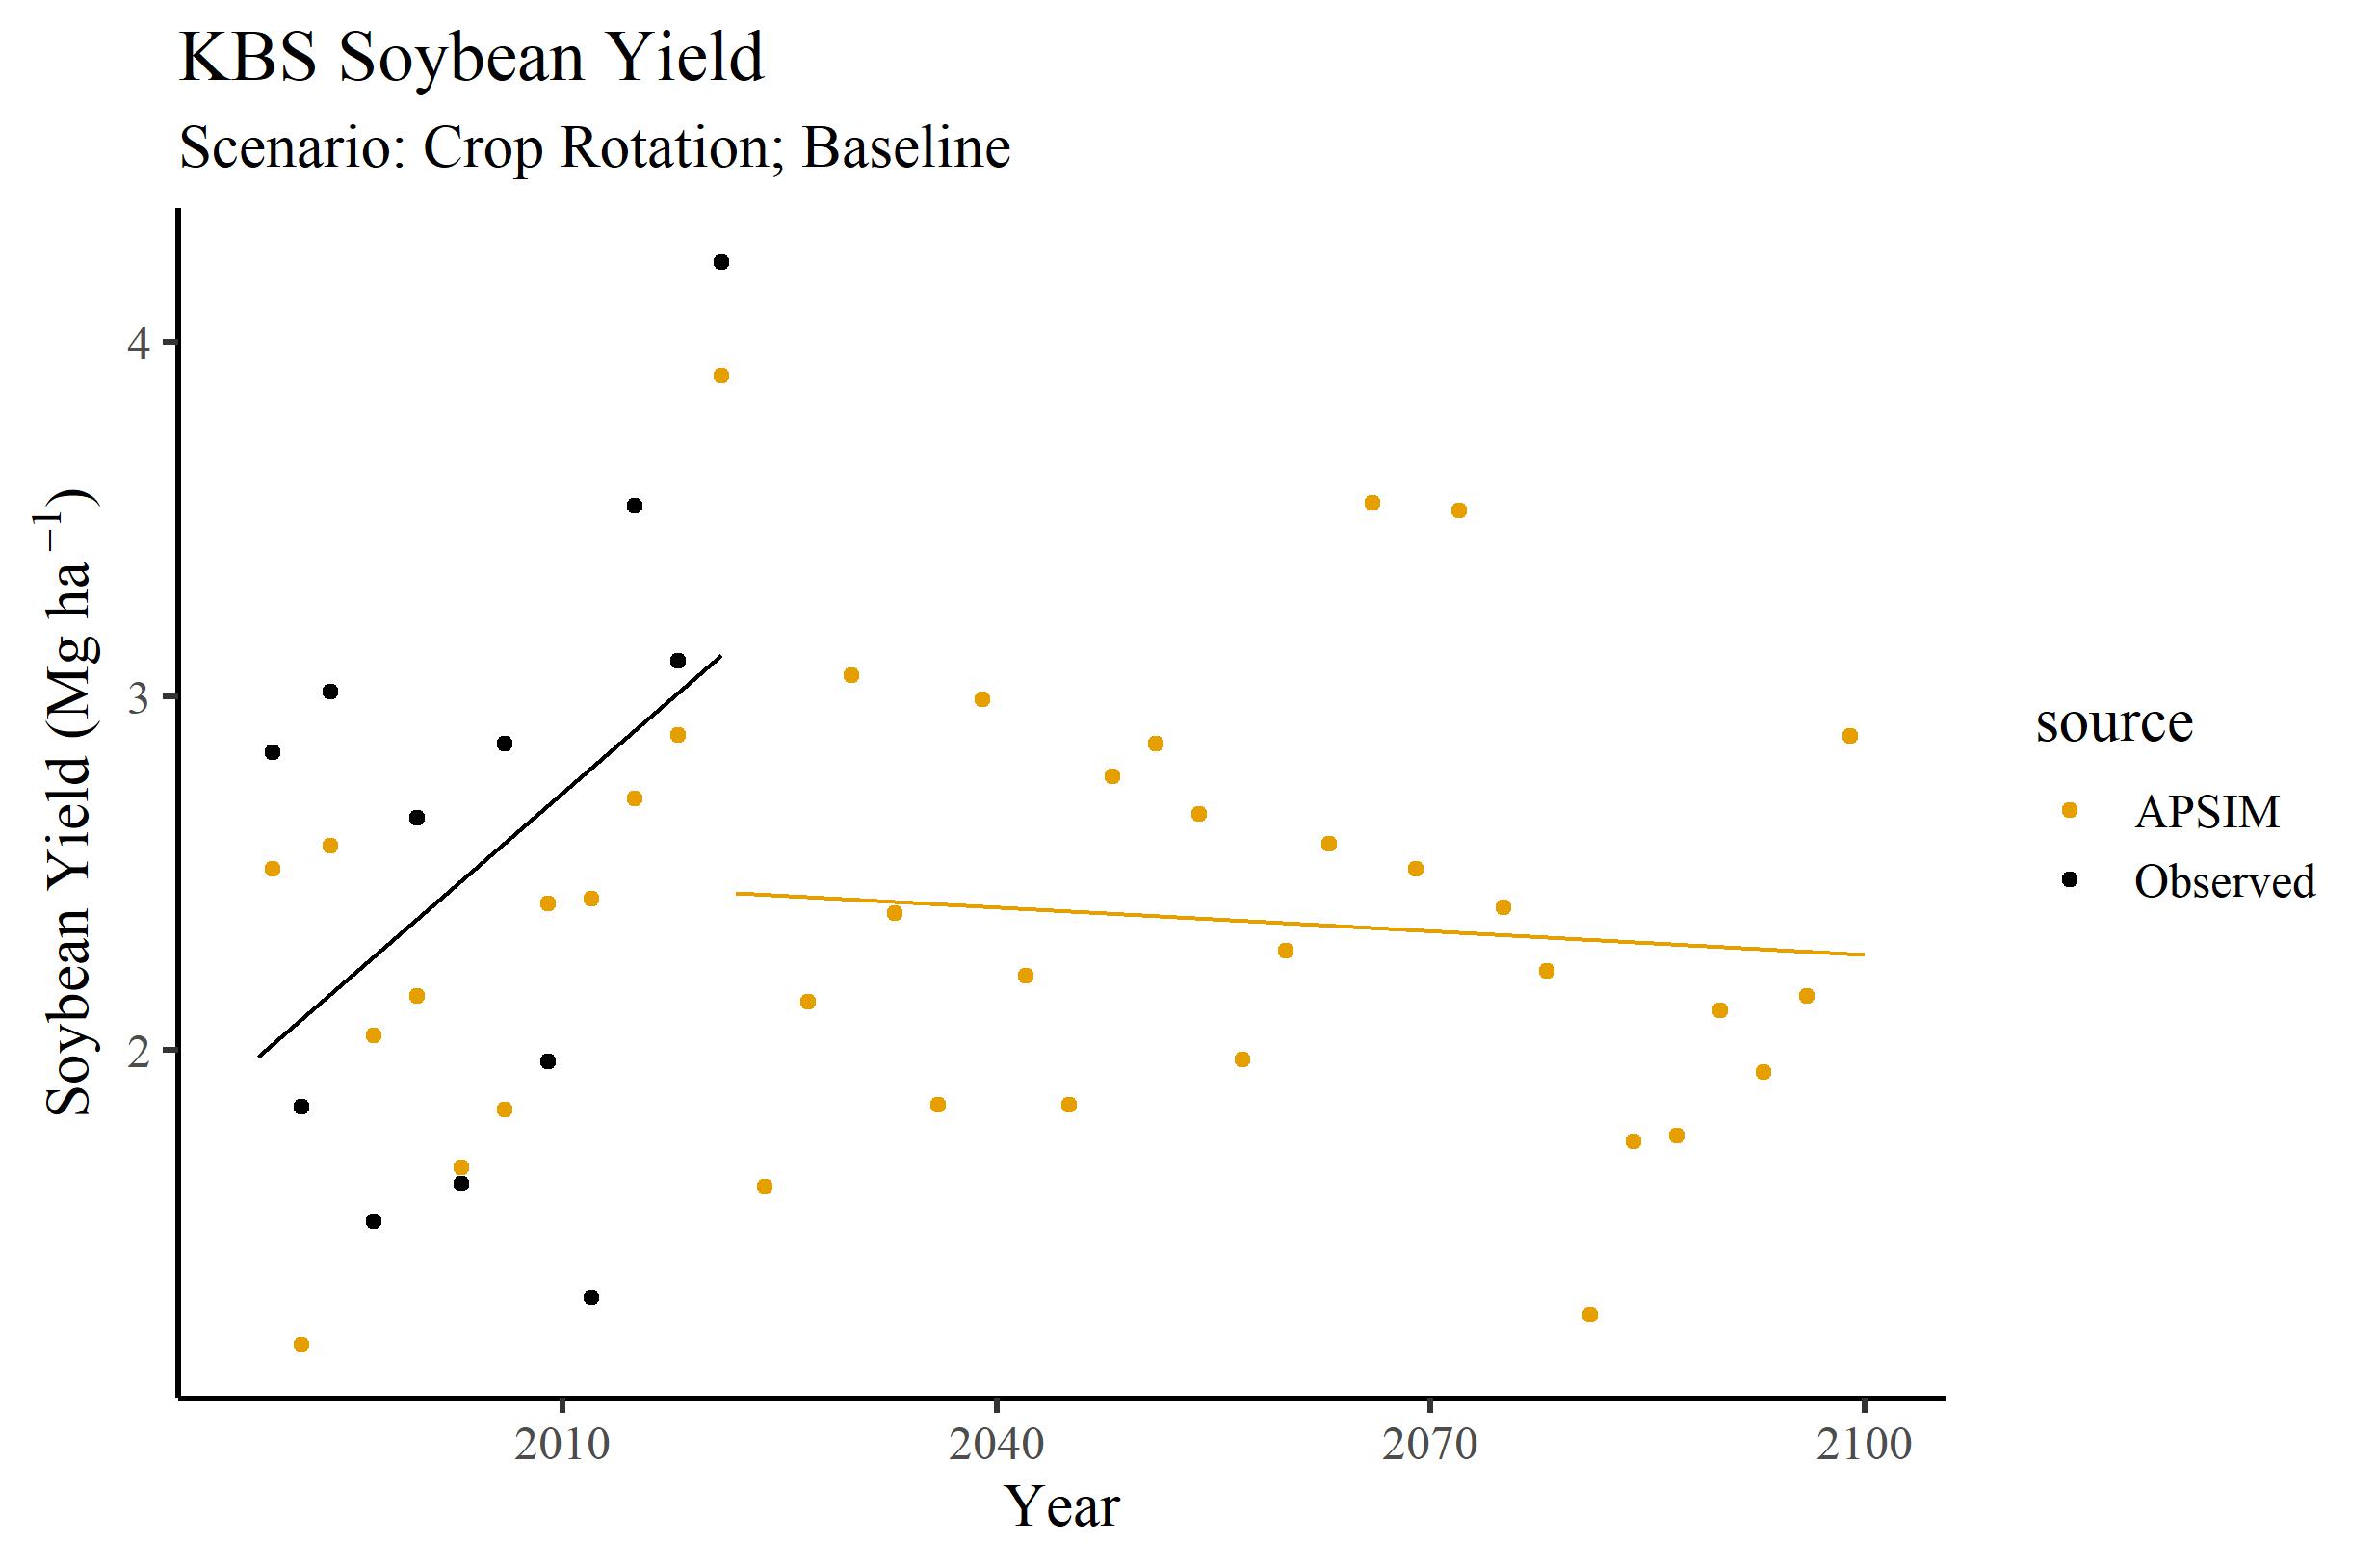 KBS Soybean Yield
Scenario: Crop Rotation; Baseline
Soybean Yield (Mg ha⁻¹)
4
3
2
2010
2040
2070
2100
Year
source
APSIM
Observed